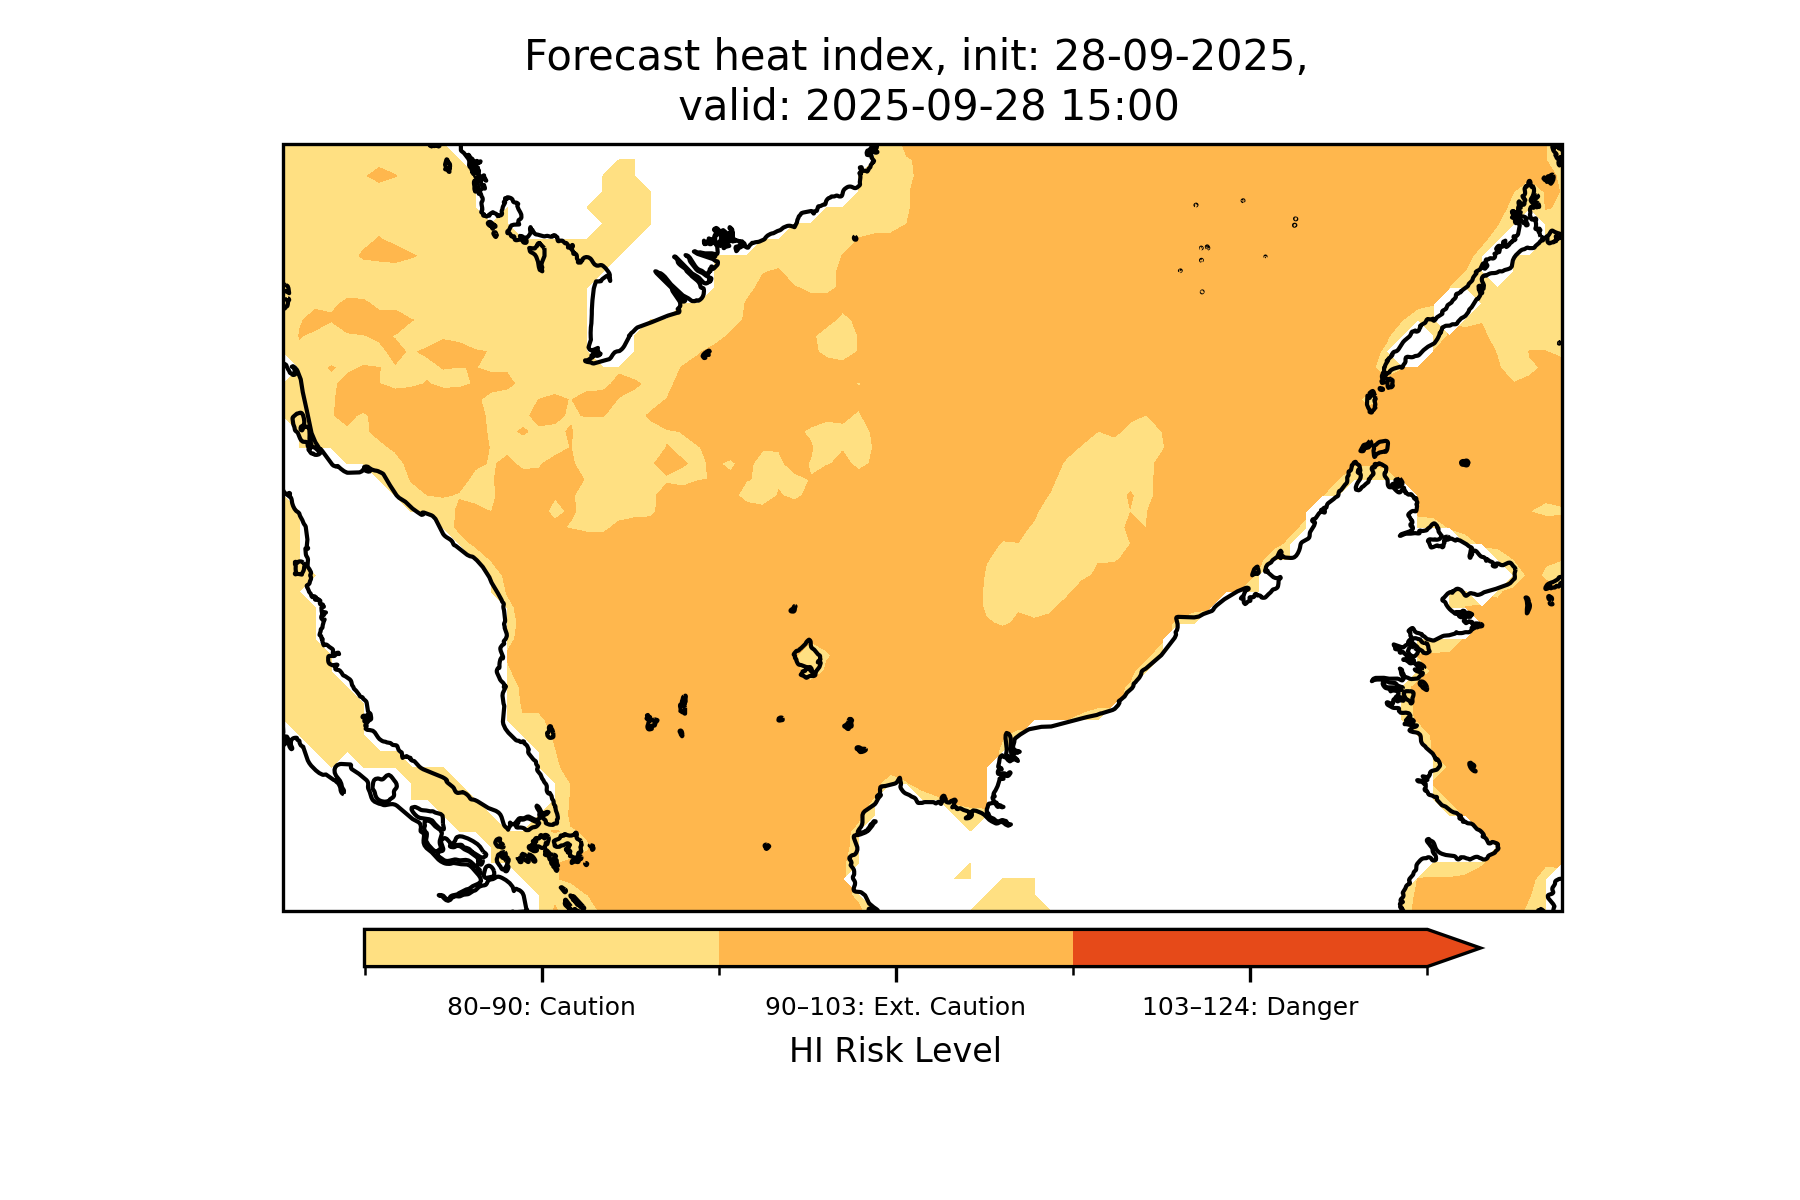 Forecast heat index, init: 28-09-2025,
valid: 2025-09-28 15:00
80–90: Caution
90–103: Ext. Caution
103–124: Danger
HI Risk Level